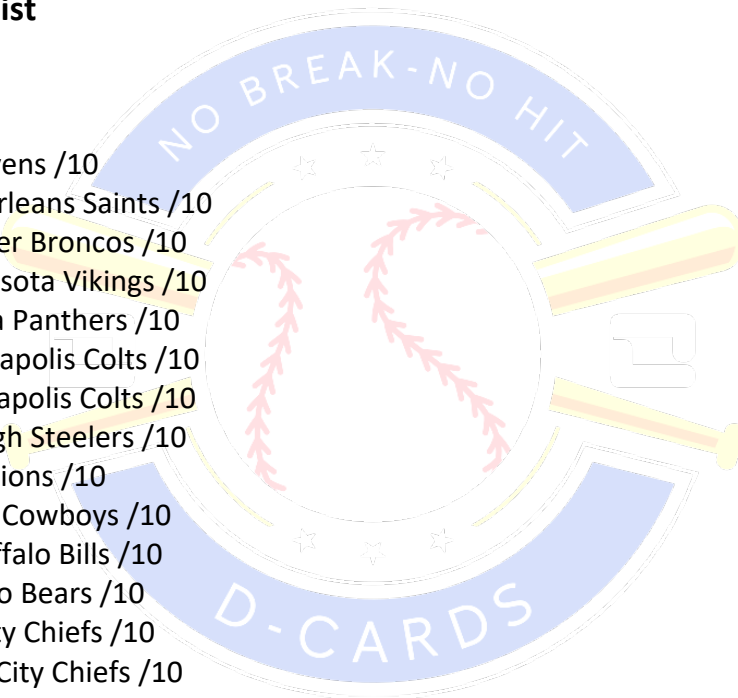 ist
NO BREAK-NO HIT
vens /10
rleans Saints /10
er Broncos /10
sota Vikings /10
n Panthers /10
apolis Colts /10
apolis Colts /10
gh Steelers /10
ions /10
Cowboys /10
ffalo Bills /10
o Bears /10
ty Chiefs /10
City Chiefs /10
D-CARDS